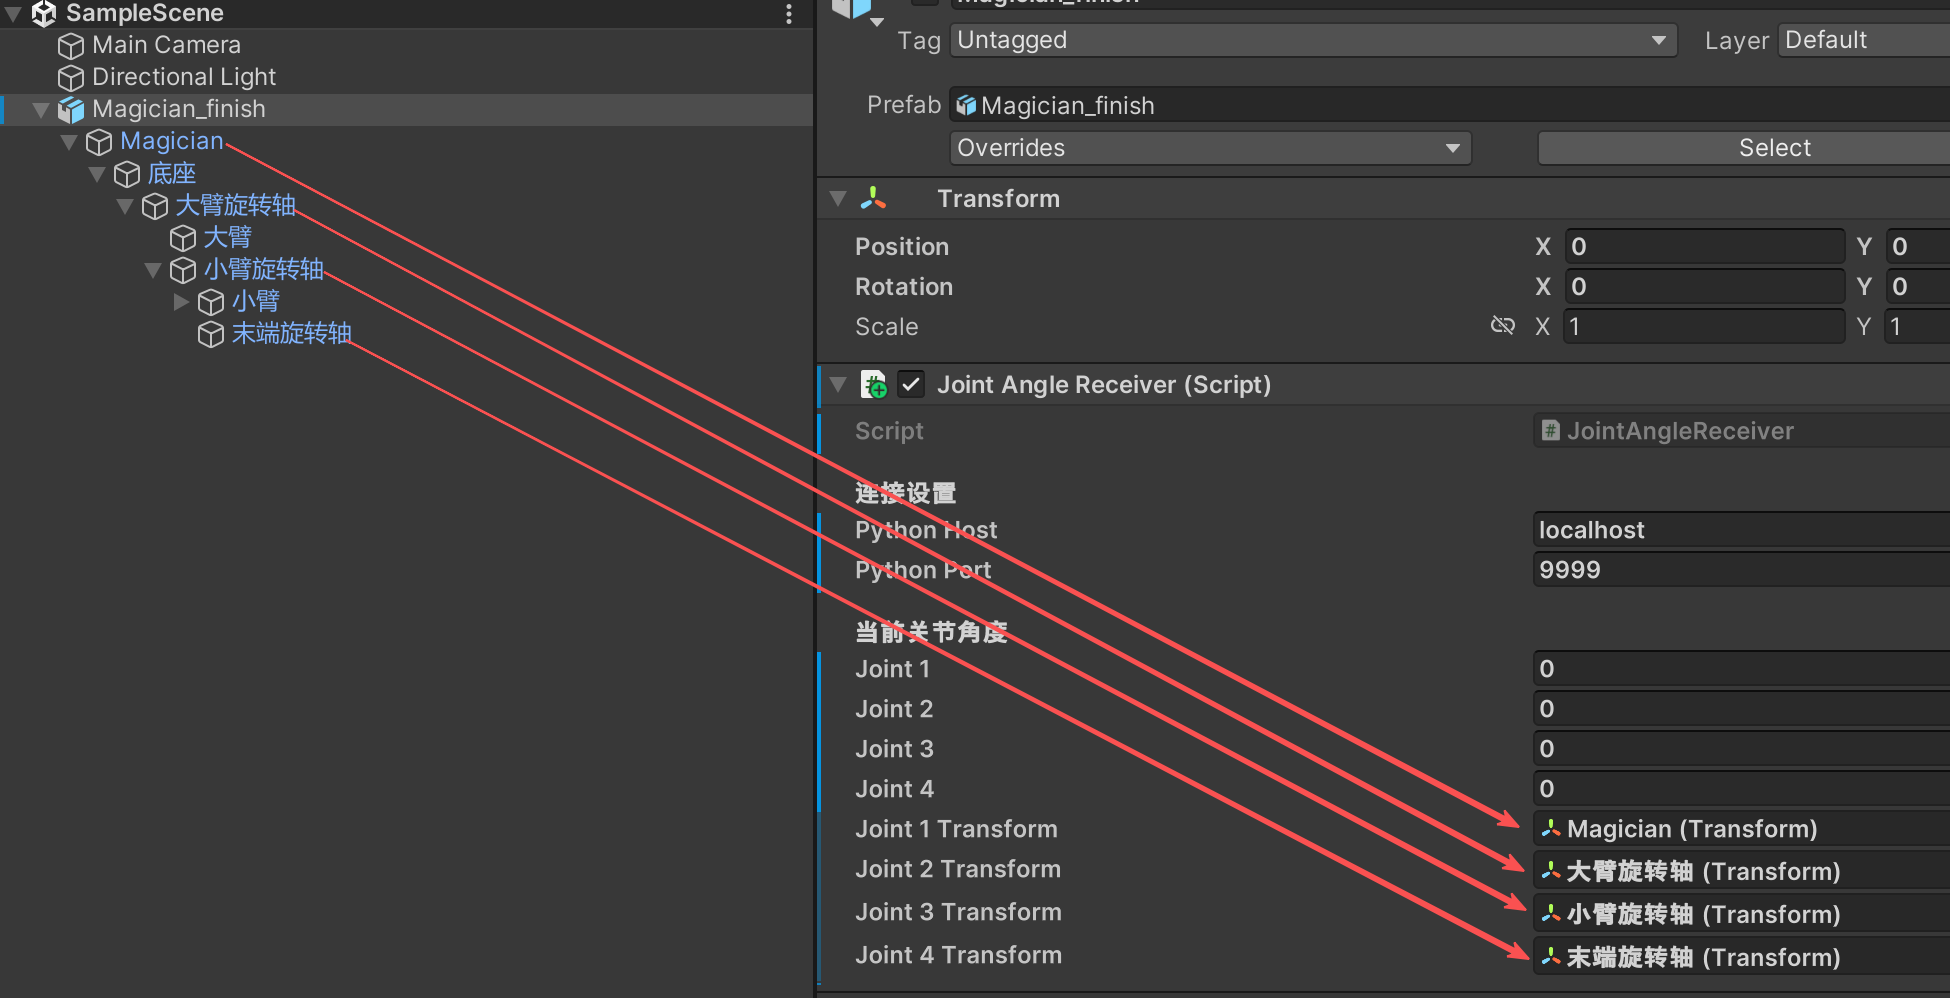 SampleScene
Main Camera
Directional Light
Magician_finish
Magician
底座
大臂旋转轴
大臂
小臂旋转轴
小臂
末端旋转轴
Magician_finish
Tag Untagged Layer Default
Prefab Magician_finish
Overrides Select
Transform
Position X 0 Y 0
Rotation X 0 Y 0
Scale X 1 Y 1
# Joint Angle Receiver (Script)
Script # JointAngleReceiver
连接设置
Python Host localhost
Python Port 9999
当前关节角度
Joint 1 0
Joint 2 0
Joint 3 0
Joint 4 0
Joint 1 Transform Magician (Transform)
Joint 2 Transform 大臂旋转轴 (Transform)
Joint 3 Transform 小臂旋转轴 (Transform)
Joint 4 Transform 末端旋转轴 (Transform)